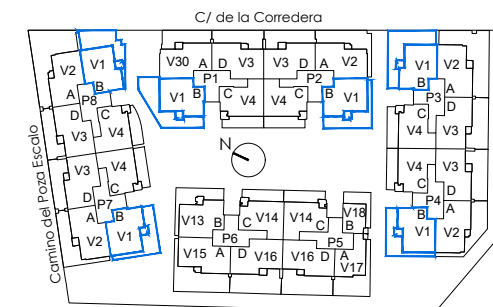 C/ de la Corredera
V2 V1 V30 A D V3 V3 D A V2 V1 V2
A B P8 P1 P2 B A
D V1 B C V4 V4 C B V1 P3
V3 C V4 V4 C D V3
Camino del Poza Escalo
N
V3 V4 V4 V3
D C C D
P7 P4
A B V13 B C V14 V14 C B V18 B A
V2 V1 P6 P5 V1 V2
V15 A D V16 V16 D A V17